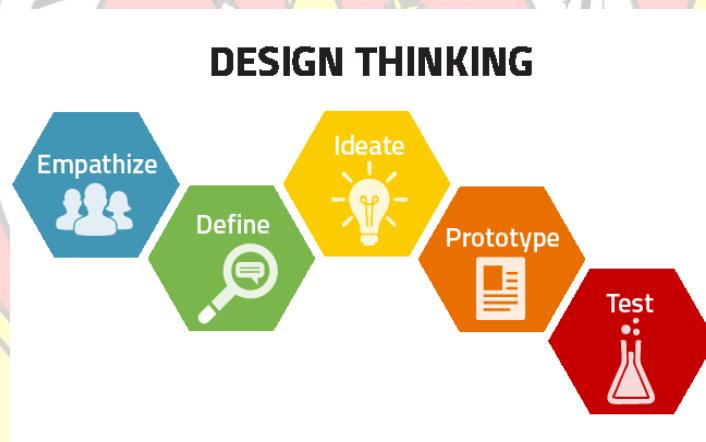 DESIGN THINKING
Empathize
Define
Ideate
Prototype
Test